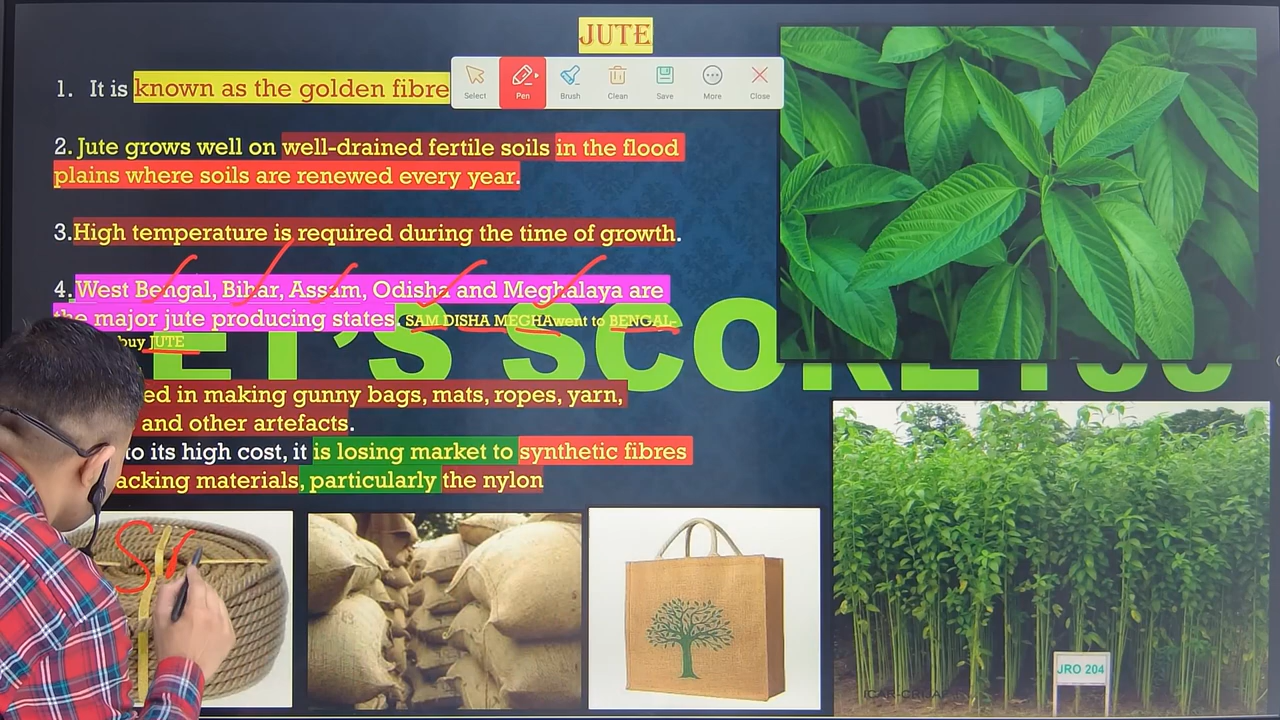 JUTE
1. It is known as the golden fibre
Select
Pen
Brush
Clean
Save
More
Close
2. Jute grows well on well-drained fertile soils in the flood
plains where soils are renewed every year.
3.High temperature is required during the time of growth.
4.West Bengal, Bihar, Assam, Odisha and Meghalaya are
the major jute producing states. SAM DISHA MEGHAwent to BENGAL-
buy JUTE
LET'S SCORE 100
ed in making gunny bags, mats, ropes, yarn,
and other artefacts.
to its high cost, it is losing market to synthetic fibres
acking materials, particularly the nylon
JRO 204